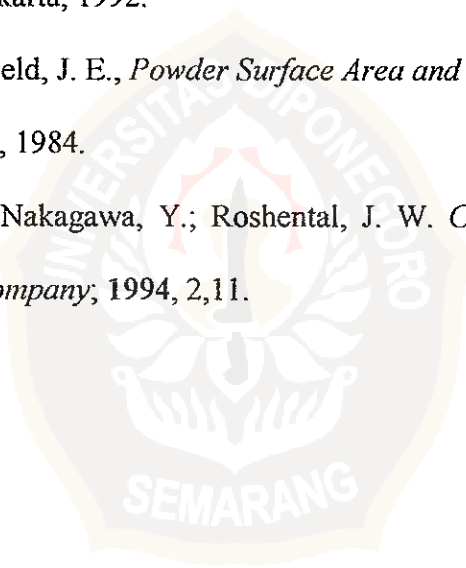 karta, 1992.
eld, J. E., Powder Surface Area and
, 1984.
Nakagawa, Y.; Roshental, J. W. C
ompany; 1994, 2,11.
UNIVERSITAS DIPONEGORO
SEMARANG